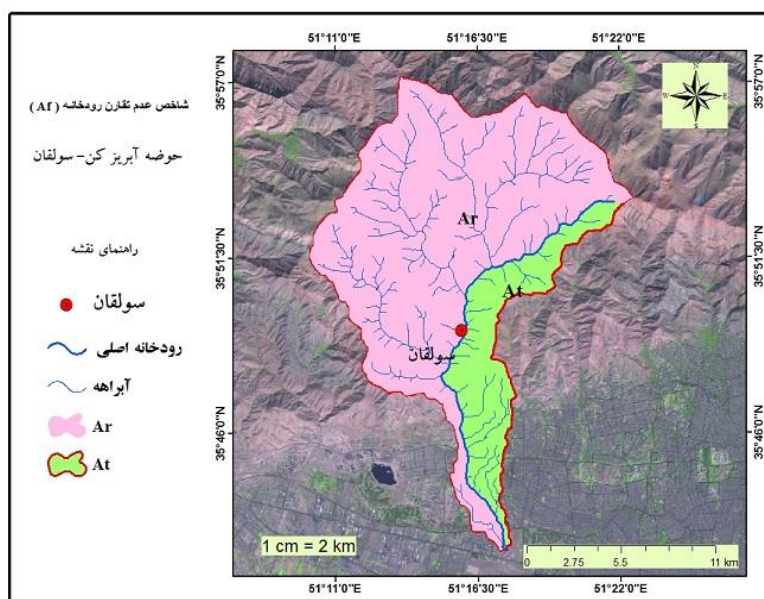 شاخص عدم تقارن رودخانه ( Af )
حوضه آبریز کن- سولقان
راهنمای نقشه
سولقان
رودخانه اصلی
آبراهه
Ar
At
51°11'0"E 51°16'30"E 51°22'0"E
35°57'0"N 35°57'0"N
35°51'30"N 35°51'30"N
35°46'0"N 35°46'0"N
N
W E
S
Ar
At
سولقان
1 cm = 2 km
0 2.75 5.5 11 km
51°11'0"E 51°16'30"E 51°22'0"E